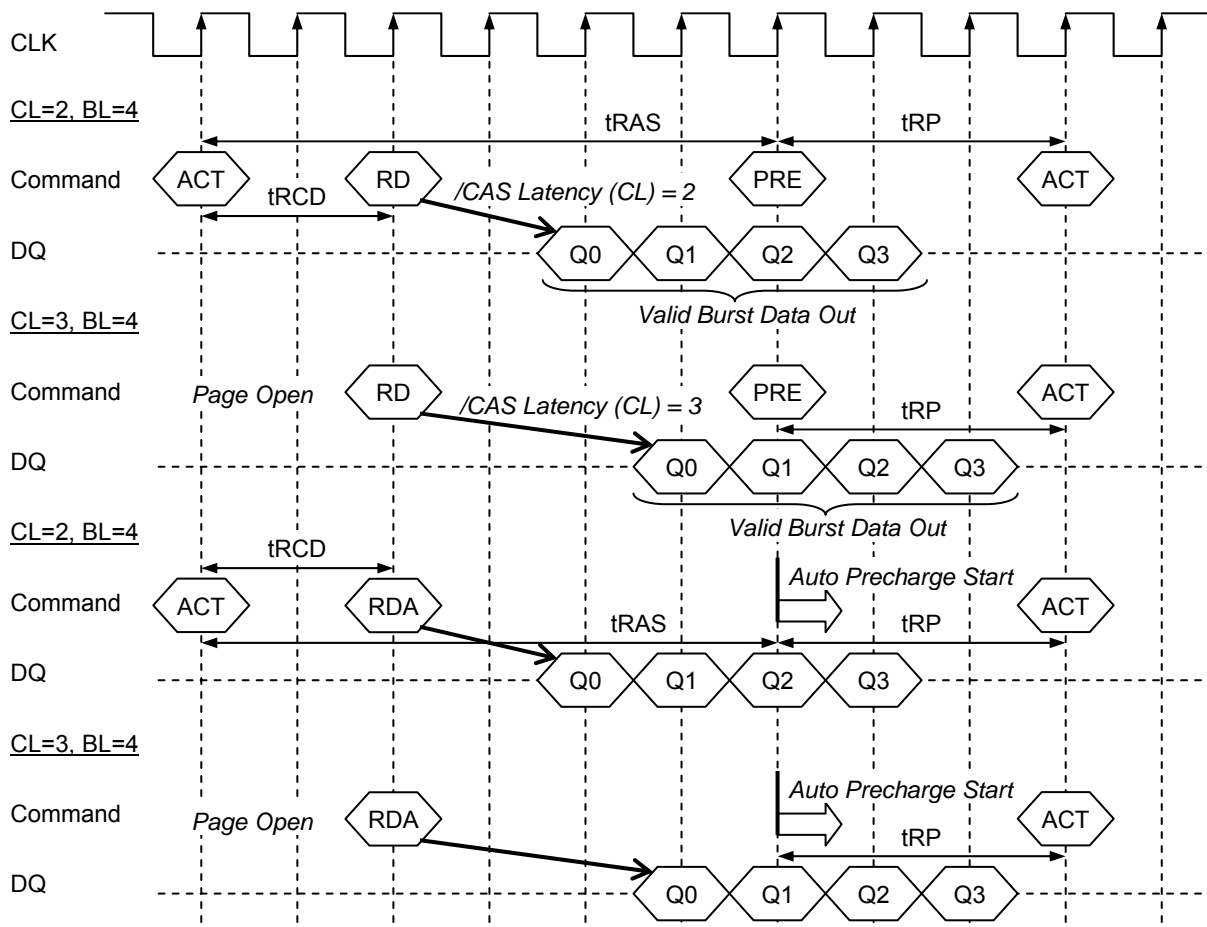 CLK
CL=2, BL=4
tRAS tRP
Command ACT RD PRE ACT
tRCD /CAS Latency (CL) = 2
DQ Q0 Q1 Q2 Q3
Valid Burst Data Out
CL=3, BL=4
Command Page Open RD PRE ACT
/CAS Latency (CL) = 3 tRP
DQ Q0 Q1 Q2 Q3
Valid Burst Data Out
CL=2, BL=4
tRCD
Auto Precharge Start
Command ACT RDA ACT
tRAS tRP
DQ Q0 Q1 Q2 Q3
CL=3, BL=4
Auto Precharge Start
Command Page Open RDA ACT
tRP
DQ Q0 Q1 Q2 Q3